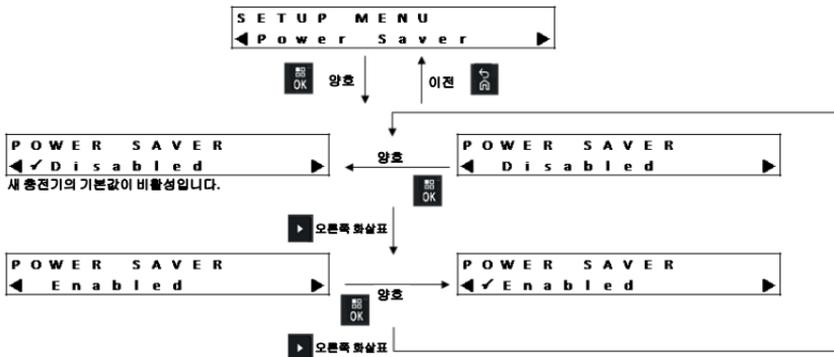 SETUP MENU
Power Saver
OK 양호
이전
POWER SAVER
✓Disabled
새 충전기의 기본값이 비활성입니다.
양호
OK
POWER SAVER
Disabled
오른쪽 화살표
POWER SAVER
Enabled
양호
OK
POWER SAVER
✓Enabled
오른쪽 화살표